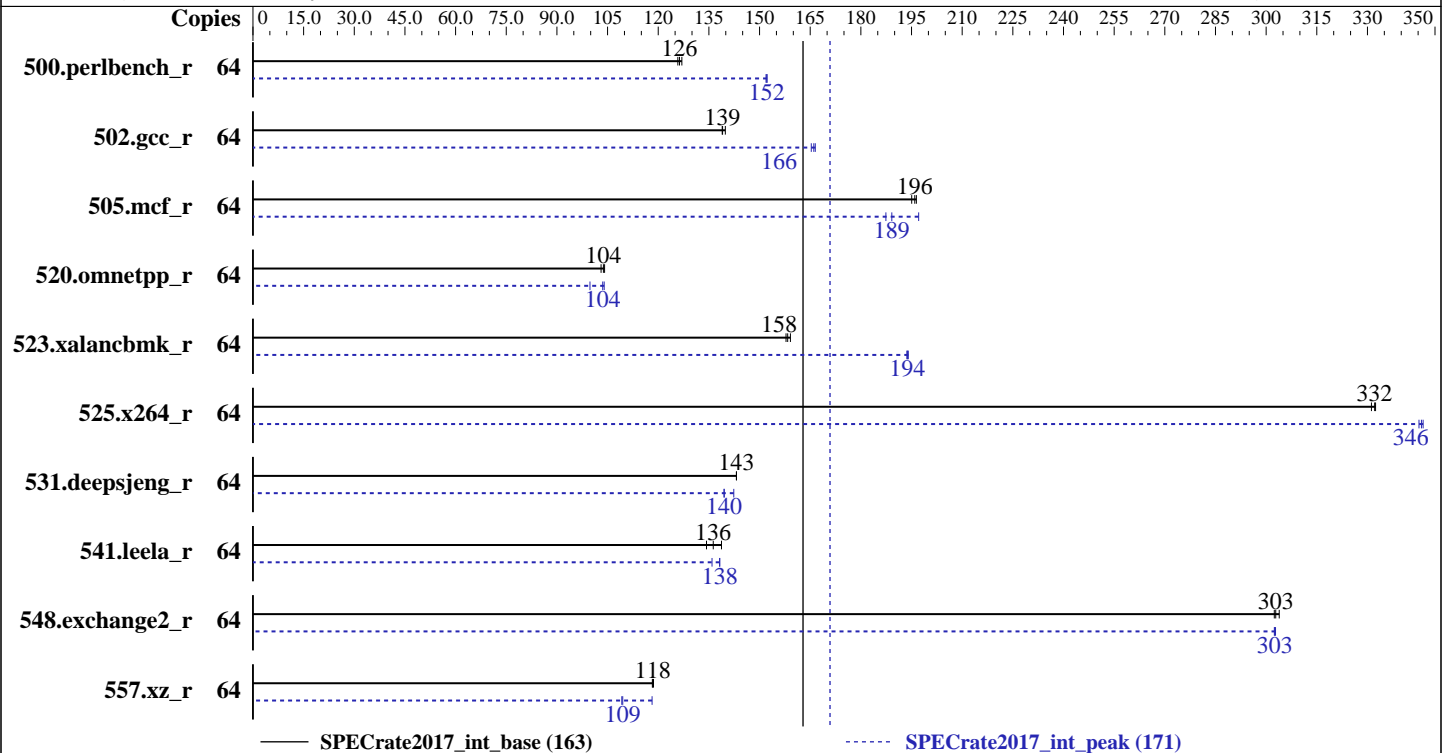 Copies 0 15.0 30.0 45.0 60.0 75.0 90.0 105 120 135 150 165 180 195 210 225 240 255 270 285 300 315 330 350
126
500.perlbench_r 64
152
139
502.gcc_r 64
166
196
505.mcf_r 64
189
104
520.omnetpp_r 64
104
158
523.xalancbmk_r 64
194
332
525.x264_r 64
346
143
531.deepsjeng_r 64
140
136
541.leela_r 64
138
303
548.exchange2_r 64
303
118
557.xz_r 64
109
SPECrate2017_int_base (163) SPECrate2017_int_peak (171)